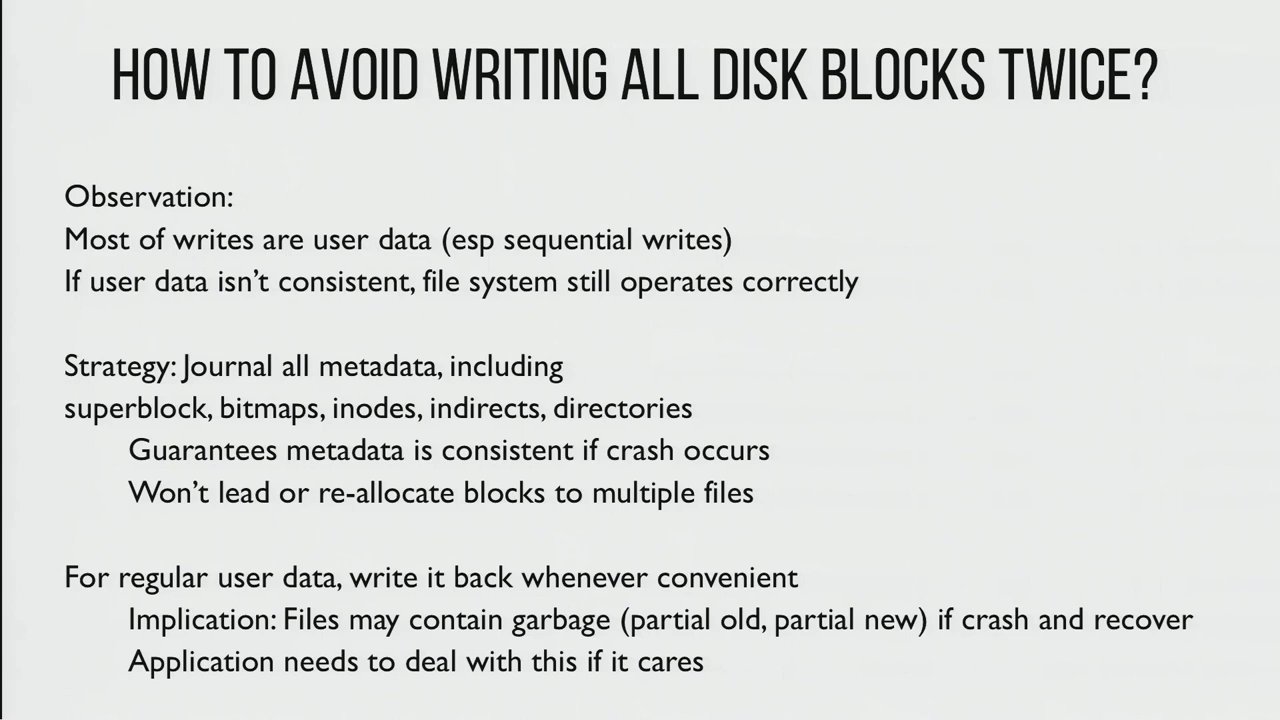 HOW TO AVOID WRITING ALL DISK BLOCKS TWICE?
Observation:
Most of writes are user data (esp sequential writes)
If user data isn’t consistent, file system still operates correctly
Strategy: Journal all metadata, including
superblock, bitmaps, inodes, indirects, directories
Guarantees metadata is consistent if crash occurs
Won’t lead or re-allocate blocks to multiple files
For regular user data, write it back whenever convenient
Implication: Files may contain garbage (partial old, partial new) if crash and recover
Application needs to deal with this if it cares